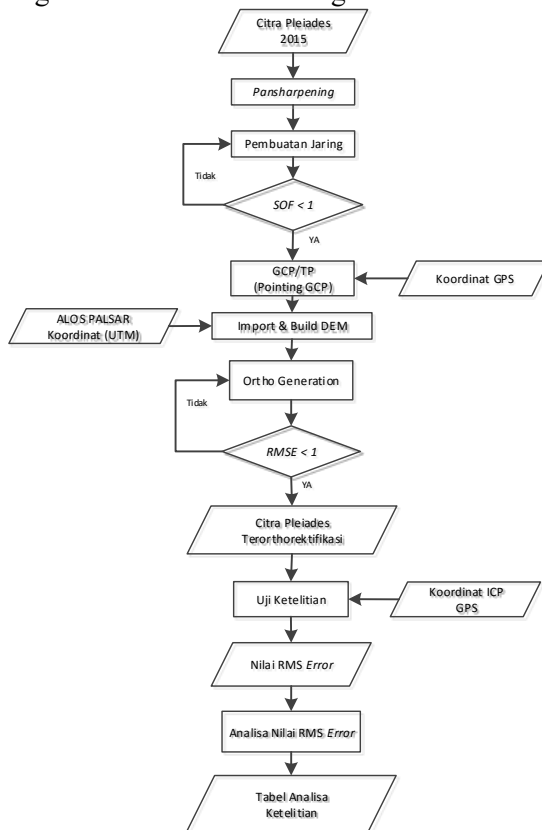 Citra Pleiades
2015
Pansharpening
Pembuatan Jaring
Tidak
SOF < 1
YA
GCP/TP
(Pointing GCP)
Koordinat GPS
ALOS PALSAR
Koordinat (UTM)
Import & Build DEM
Ortho Generation
Tidak
RMSE < 1
YA
Citra Pleiades
Terorthorektifikasi
Uji Ketelitian
Koordinat ICP
GPS
Nilai RMS Error
Analisa Nilai RMS Error
Tabel Analisa
Ketelitian